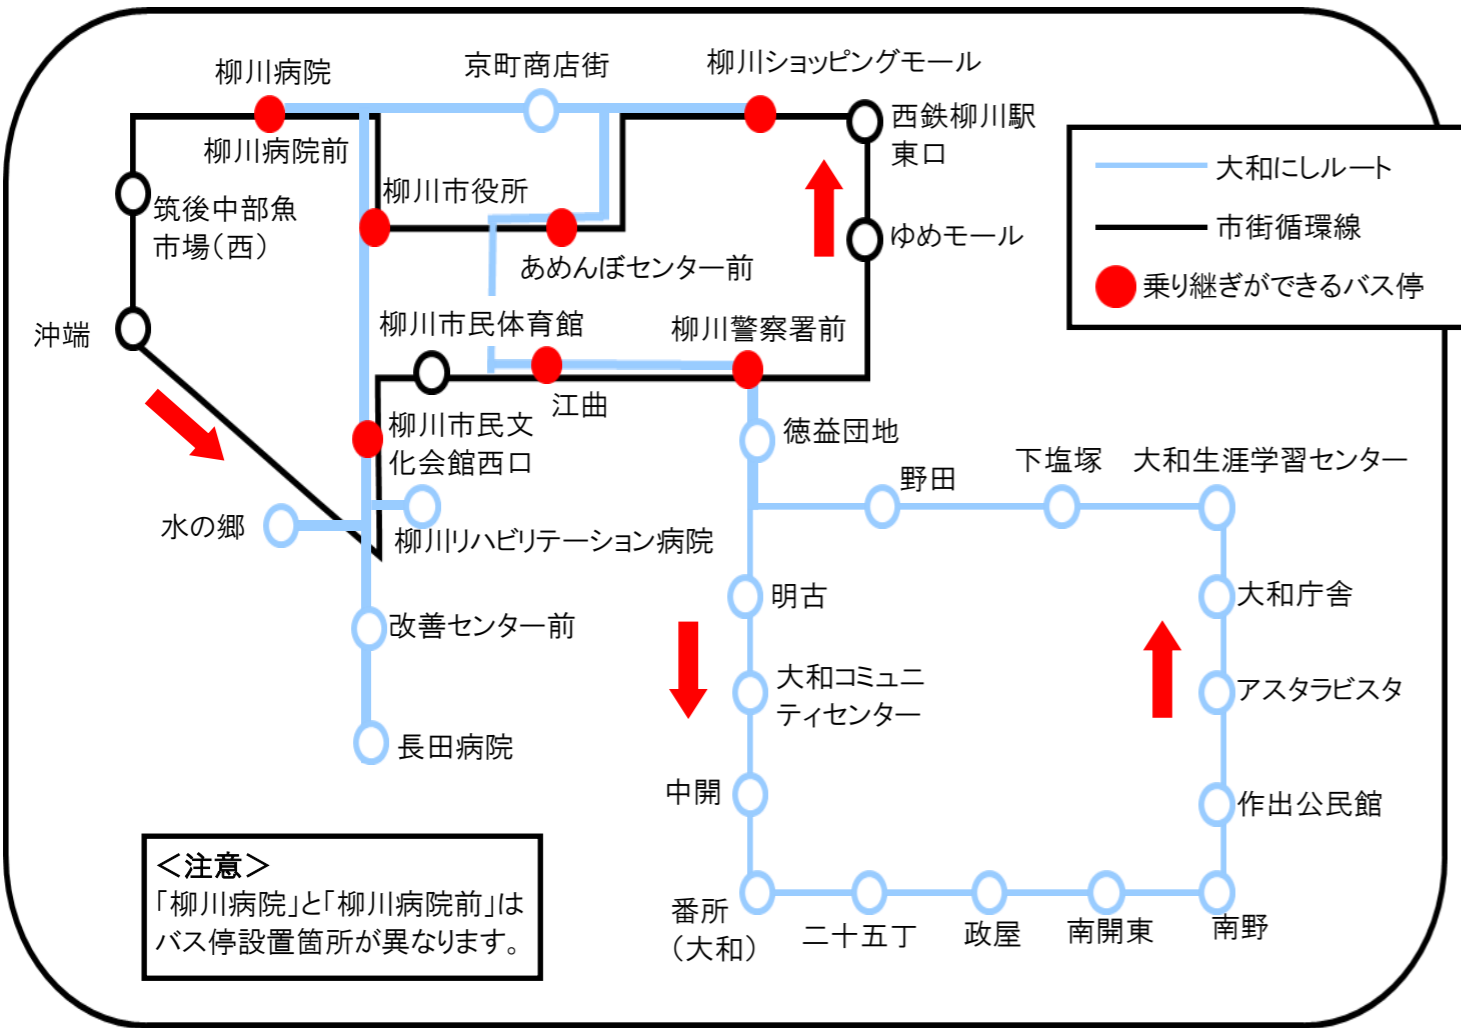 柳川病院
京町商店街
柳川ショッピングモール
西鉄柳川駅
東口
柳川病院前
大和にしルート
柳川市役所
筑後中部魚
市場(西)
市街循環線
ゆめモール
あめんぼセンター前
乗り継ぎができるバス停
沖端
柳川市民体育館
柳川警察署前
江曲
柳川市民文
化会館西口
徳益団地
野田
下塩塚
大和生涯学習センター
水の郷
柳川リハビリテーション病院
明古
大和庁舎
改善センター前
大和コミュニ
ティセンター
アスタラビスタ
長田病院
中開
作出公民館
<注意>
「柳川病院」と「柳川病院前」は
バス停設置箇所が異なります。
番所
(大和)
二十五丁
政屋
南開東
南野